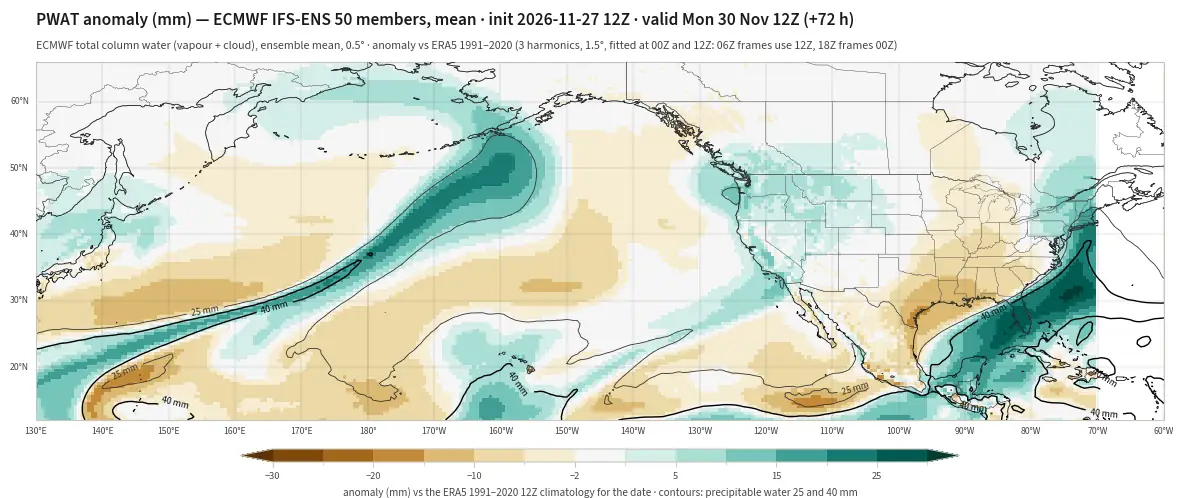 PWAT anomaly (mm) — ECMWF IFS-ENS 50 members, mean · init 2026-11-27 12Z · valid Mon 30 Nov 12Z (+72 h)
ECMWF total column water (vapour + cloud), ensemble mean, 0.5° · anomaly vs ERA5 1991–2020 (3 harmonics, 1.5°, fitted at 00Z and 12Z: 06Z frames use 12Z, 18Z frames 00Z)
60°N
50°N
40°N
30°N
20°N
25 mm
40 mm
40 mm
25 mm
40 mm
40 mm
25 mm
40 mm
40 mm
130°E 140°E 150°E 160°E 170°E 180° 170°W 160°W 150°W 140°W 130°W 120°W 110°W 100°W 90°W 80°W 70°W 60°W
−30 −20 −10 −2 5 15 25
anomaly (mm) vs the ERA5 1991–2020 12Z climatology for the date · contours: precipitable water 25 and 40 mm